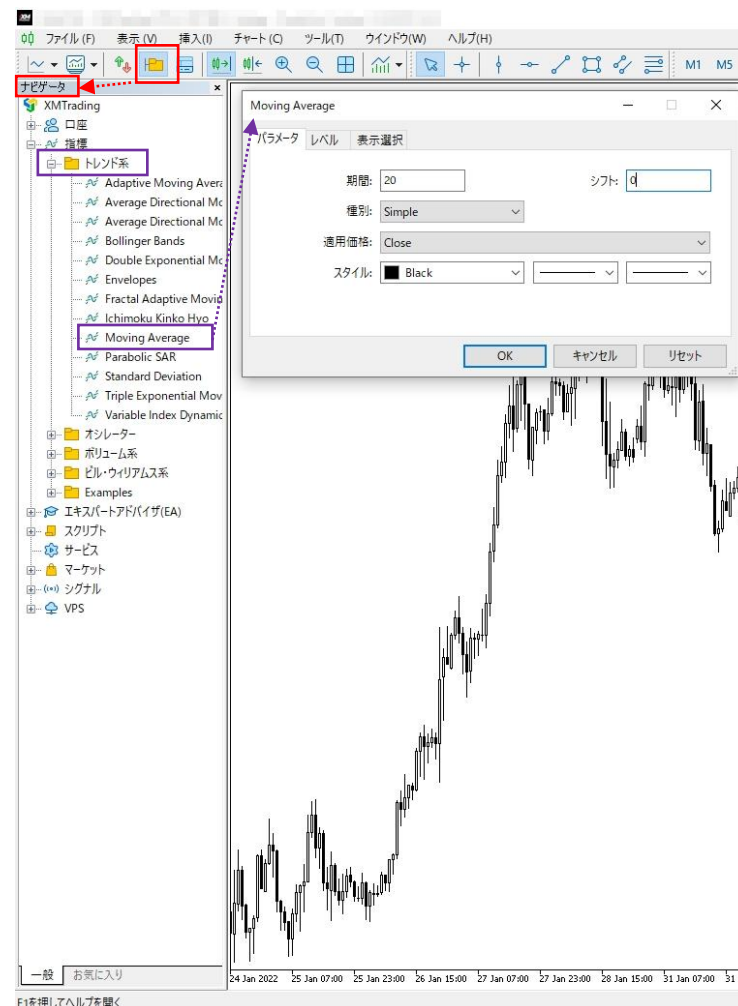 XM
ファイル(F) 表示(V) 挿入(I) チャート(C) ツール(T) ウインドウ(W) ヘルプ(H)
M1 M5
ナビゲータ ×
XMTrading
口座
指標
トレンド系
Adaptive Moving Avera
Average Directional Mo
Average Directional Mo
Bollinger Bands
Double Exponential Mo
Envelopes
Fractal Adaptive Movin
Ichimoku Kinko Hyo
Moving Average
Parabolic SAR
Standard Deviation
Triple Exponential Mov
Variable Index Dynamic
オシレーター
ボリューム系
ビル・ウィリアムス系
Examples
エキスパートアドバイザ(EA)
スクリプト
サービス
マーケット
シグナル
VPS
Moving Average
パラメータ レベル 表示選択
期間: 20 シフト: 0
種別: Simple
適用価格: Close
スタイル: Black
OK キャンセル リセット
24 Jan 2022 25 Jan 07:00 25 Jan 23:00 26 Jan 15:00 27 Jan 07:00 27 Jan 23:00 28 Jan 15:00 31 Jan 07:00 31
一般 お気に入り
F1を押してヘルプを開く